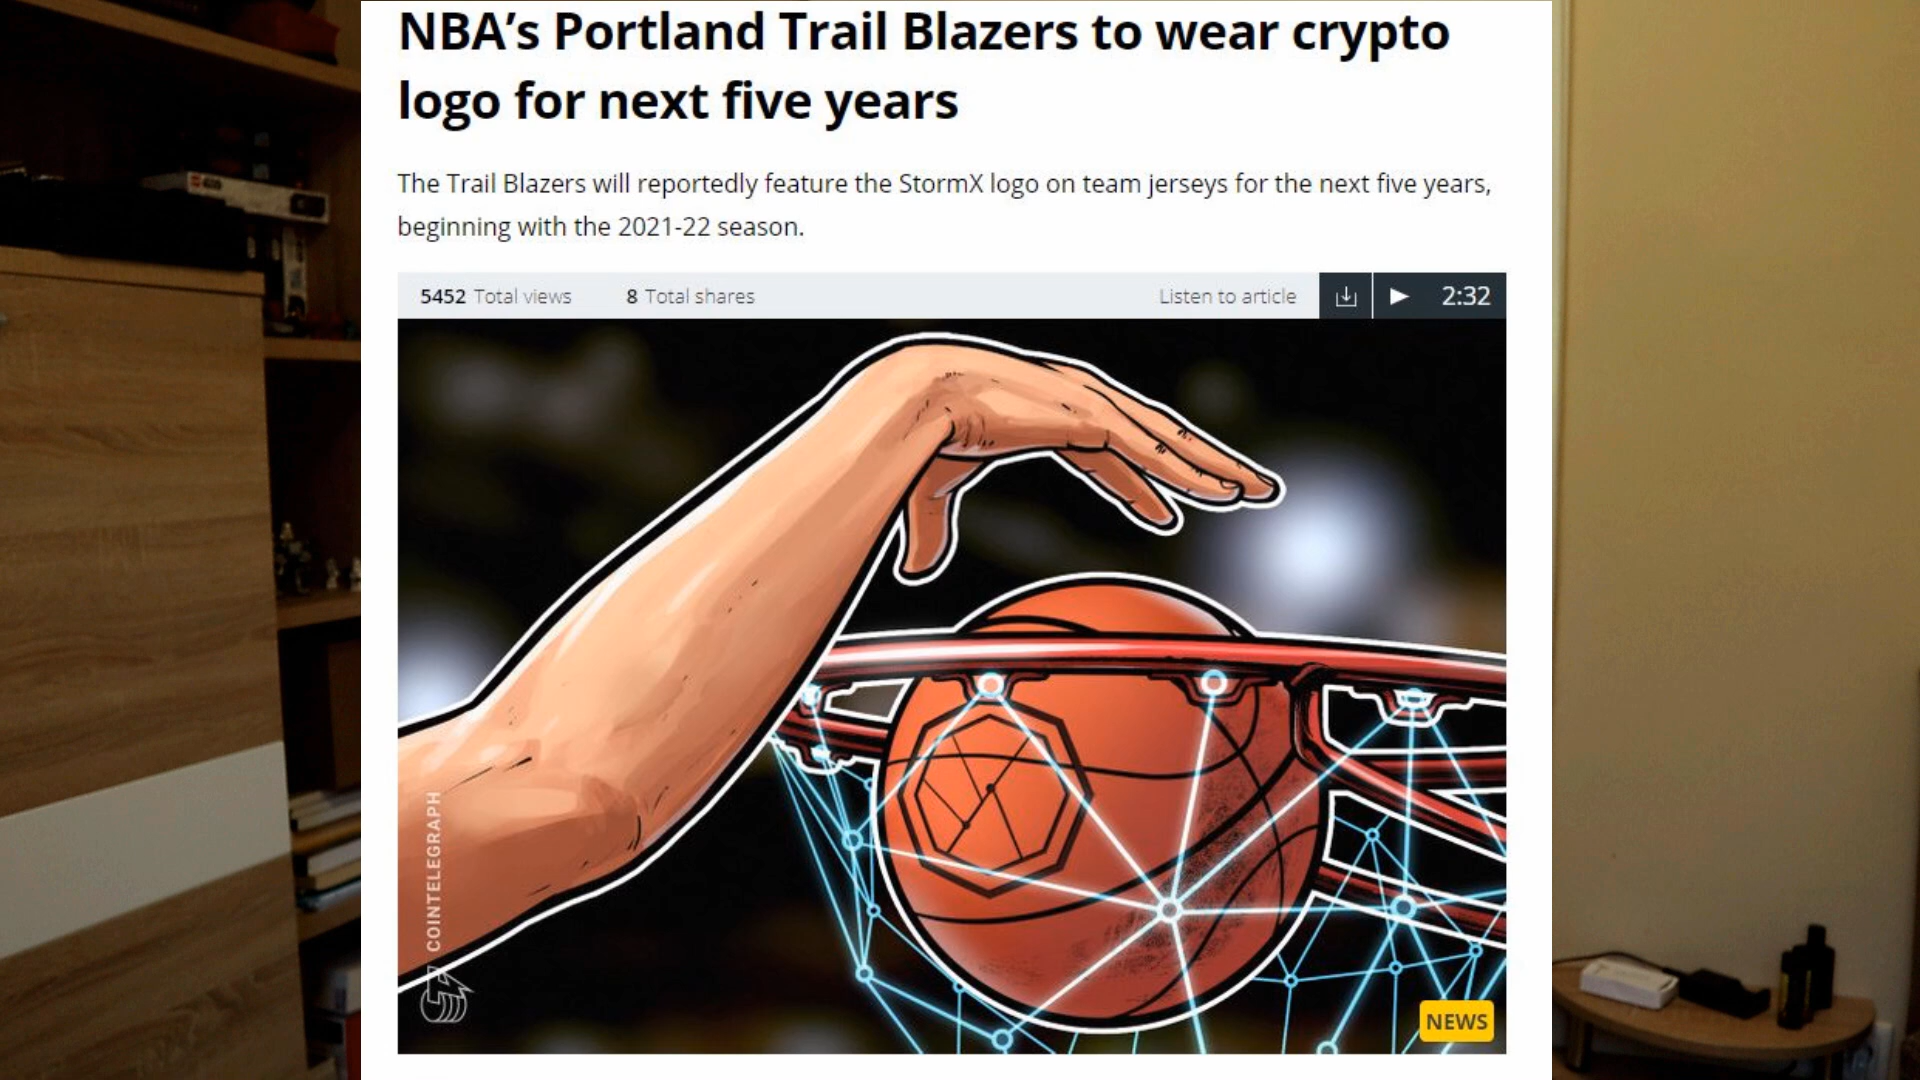 NBA’s Portland Trail Blazers to wear crypto
logo for next five years
The Trail Blazers will reportedly feature the StormX logo on team jerseys for the next five years,
beginning with the 2021-22 season.
5452 Total views 8 Total shares Listen to article 2:32
COINTELEGRAPH
NEWS